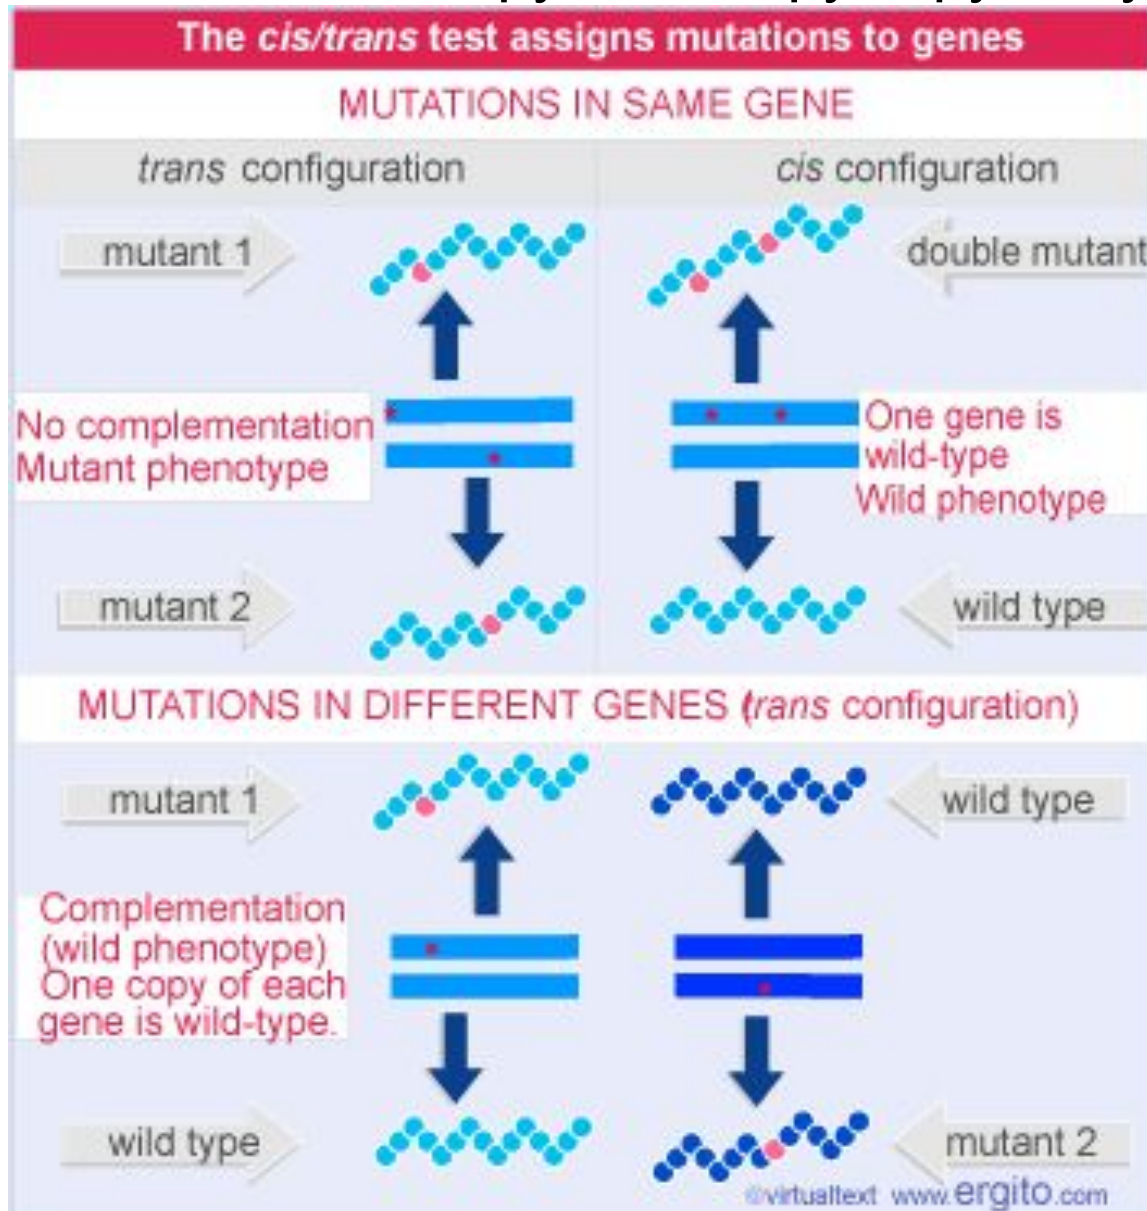 The cis/trans test assigns mutations to genes
MUTATIONS IN SAME GENE
trans configuration
cis configuration
mutant 1
double mutant
No complementation
Mutant phenotype
One gene is
wild-type
Wild phenotype
mutant 2
wild type
MUTATIONS IN DIFFERENT GENES (trans configuration)
mutant 1
wild type
Complementation
(wild phenotype)
One copy of each
gene is wild-type.
wild type
mutant 2
©virtualtext www.ergito.com